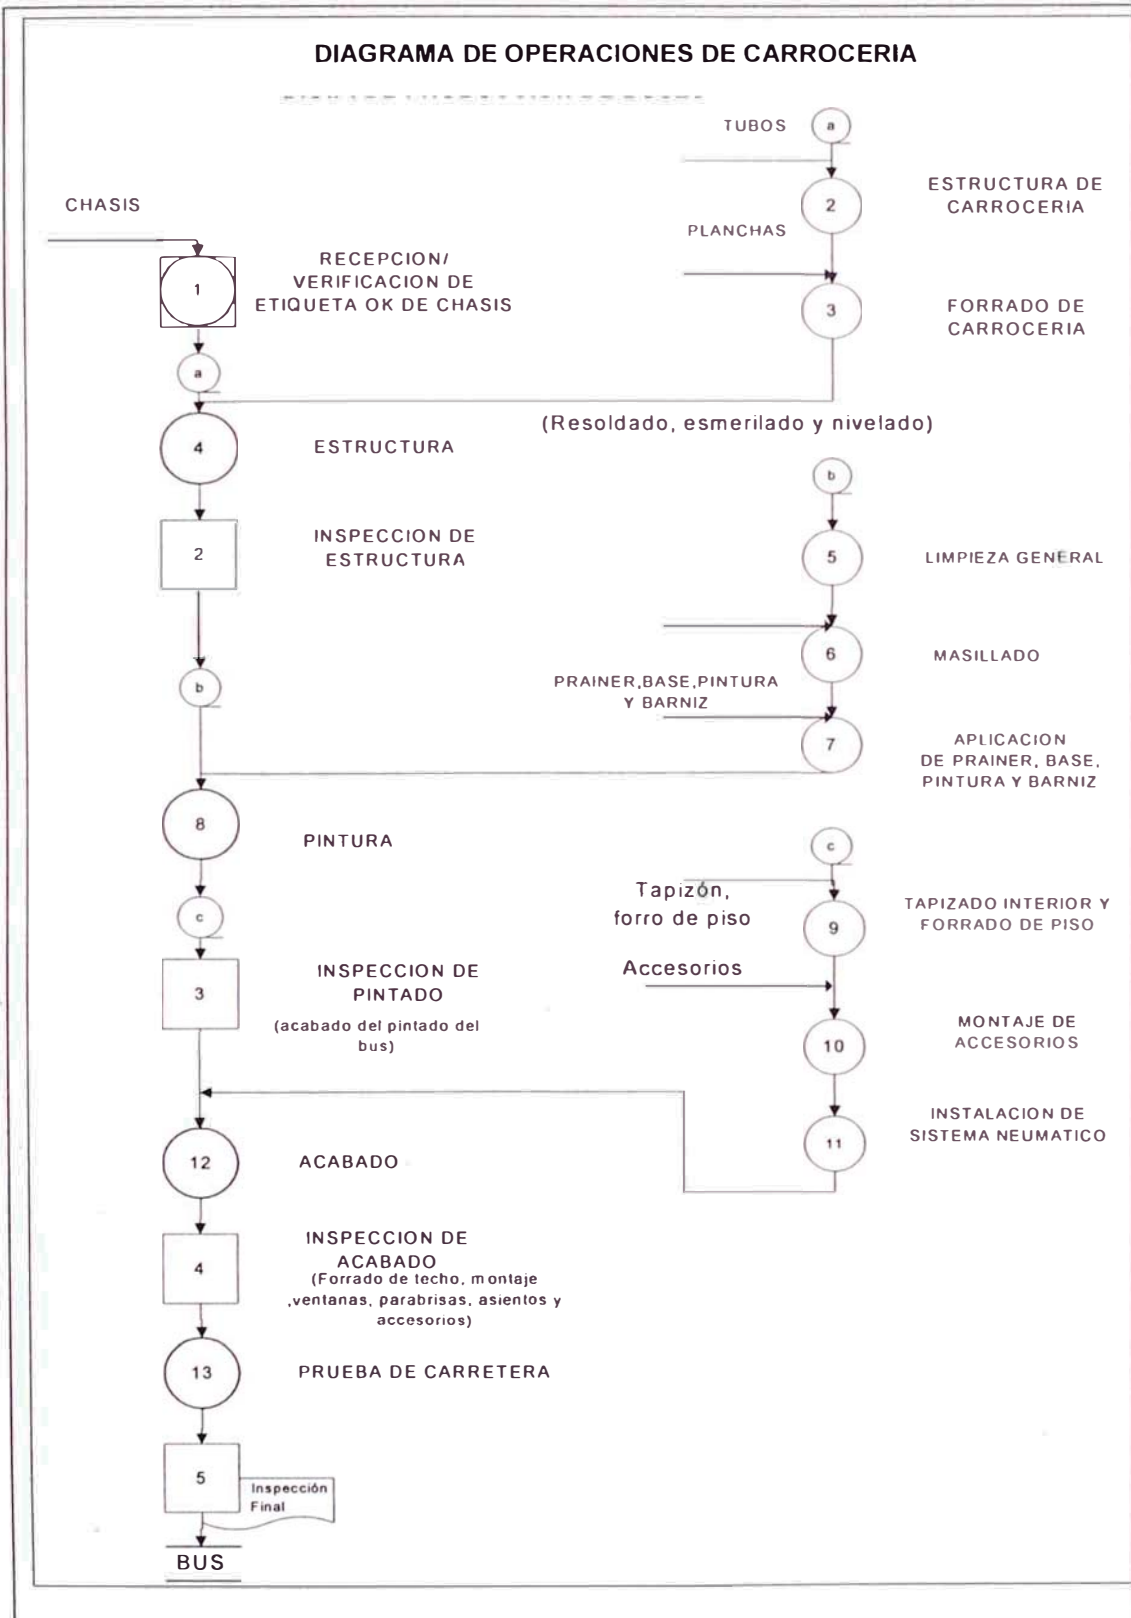 DIAGRAMA DE OPERACIONES DE CARROCERIA
TUBOS
a
2
ESTRUCTURA DE
CARROCERIA
CHASIS
PLANCHAS
1
RECEPCION/
VERIFICACION DE
ETIQUETA OK DE CHASIS
3
FORRADO DE
CARROCERIA
a
(Resoldado, esmerilado y nivelado)
4
ESTRUCTURA
b
2
INSPECCION DE
ESTRUCTURA
5
LIMPIEZA GENERAL
6
MASILLADO
b
PRAINER,BASE,PINTURA
Y BARNIZ
7
APLICACION
DE PRAINER, BASE,
PINTURA Y BARNIZ
8
PINTURA
c
Tapizón,
forro de piso
9
TAPIZADO INTERIOR Y
FORRADO DE PISO
c
Accesorios
3
INSPECCION DE
PINTADO
(acabado del pintado del
bus)
10
MONTAJE DE
ACCESORIOS
11
INSTALACION DE
SISTEMA NEUMATICO
12
ACABADO
4
INSPECCION DE
ACABADO
(Forrado de techo, montaje
,ventanas, parabrisas, asientos y
accesorios)
13
PRUEBA DE CARRETERA
5
Inspección
Final
BUS